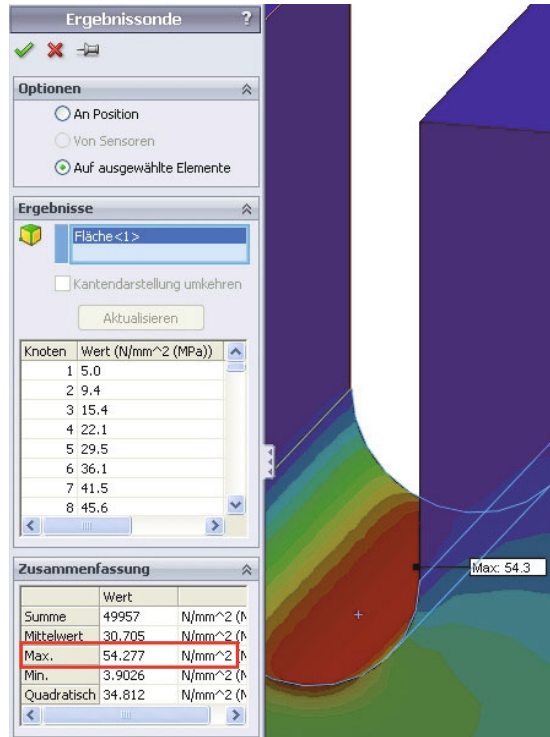 Ergebnissonde ?
Optionen
An Position
Von Sensoren
Auf ausgewählte Elemente
Ergebnisse
Fläche<1>
Kantendarstellung umkehren
Aktualisieren
Knoten Wert (N/mm^2 (MPa))
1 5.0
2 9.4
3 15.4
4 22.1
5 29.5
6 36.1
7 41.5
8 45.6
Max: 54.3
Zusammenfassung
Wert
Summe 49957 N/mm^2 (
Mittelwert 30.705 N/mm^2 (
Max. 54.277 N/mm^2
Min. 3.9026 N/mm^2 (
Quadratisch 34.812 N/mm^2 (